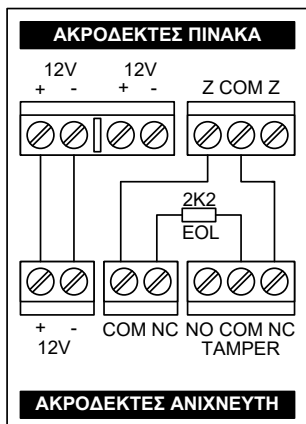 ΑΚΡΟΔΕΚΤΕΣ ΠΙΝΑΚΑ
12V 12V
+ - + - Z COM Z
2K2
EOL
+ - COM NC NO COM NC
12V TAMPER
ΑΚΡΟΔΕΚΤΕΣ ΑΝΙΧΝΕΥΤΗ